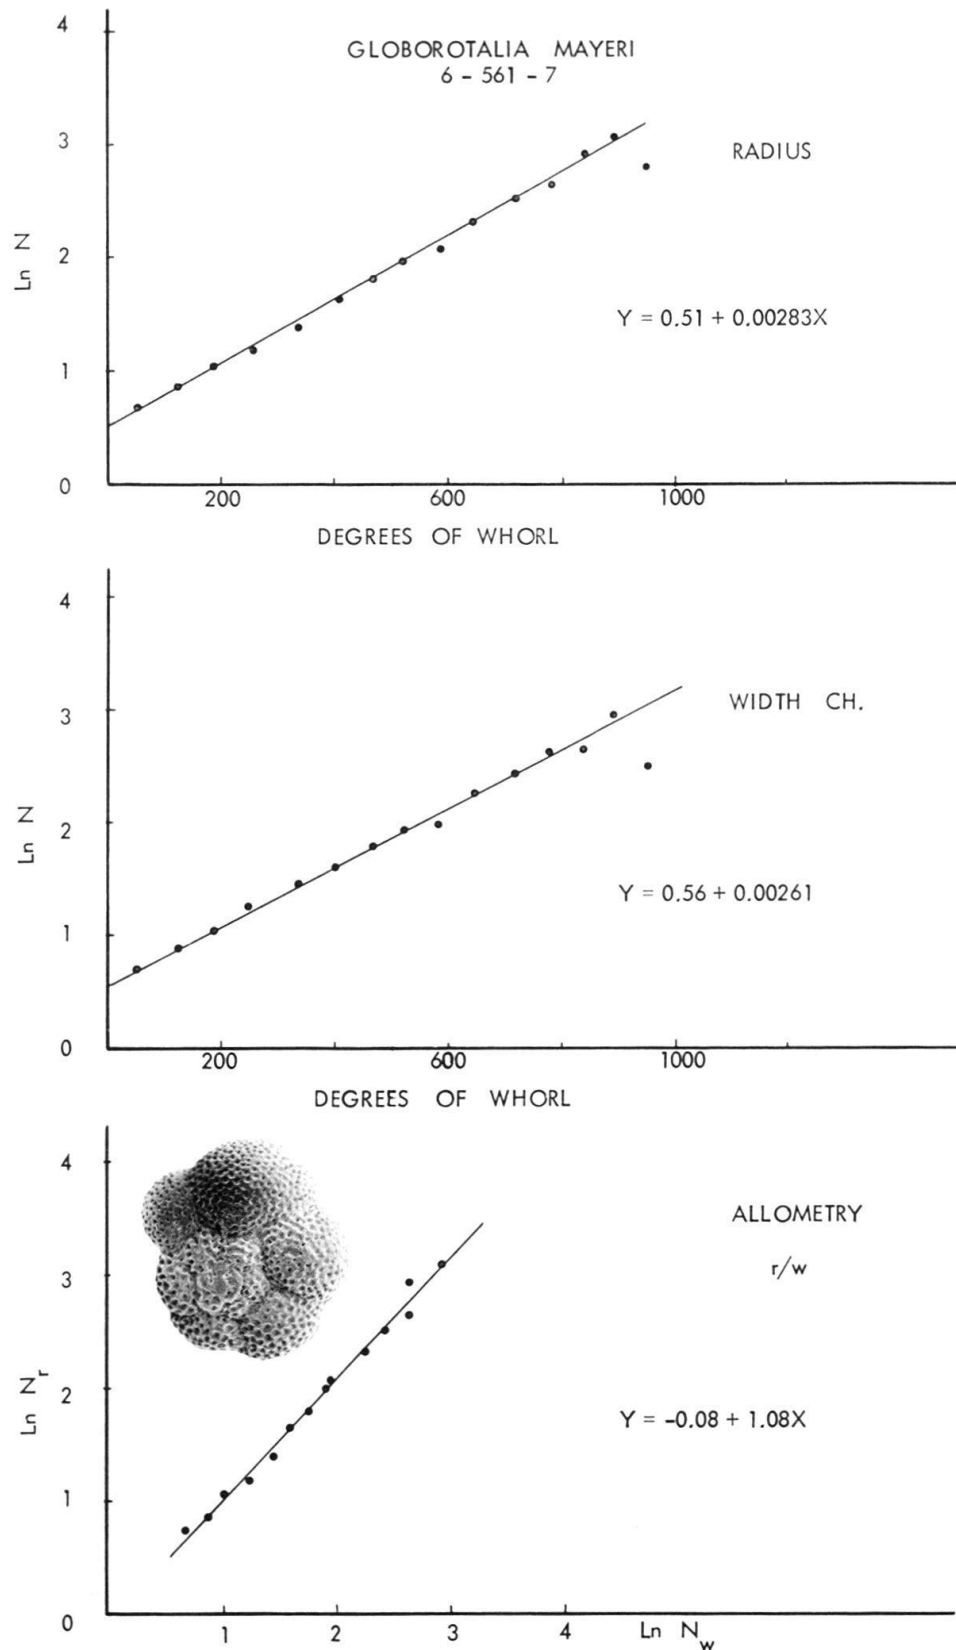 4
GLOBOROTALIA MAYERI
6 - 561 - 7
3
RADIUS
Ln N
2
Y = 0.51 + 0.00283X
1
0
200 600 1000
DEGREES OF WHORL
4
3
WIDTH CH.
Ln N
2
Y = 0.56 + 0.00261
1
0
200 600 1000
DEGREES OF WHORL
4
ALLOMETRY
r/w
3
Ln Nr
2
Y = -0.08 + 1.08X
1
0
1 2 3 4 Ln Nw